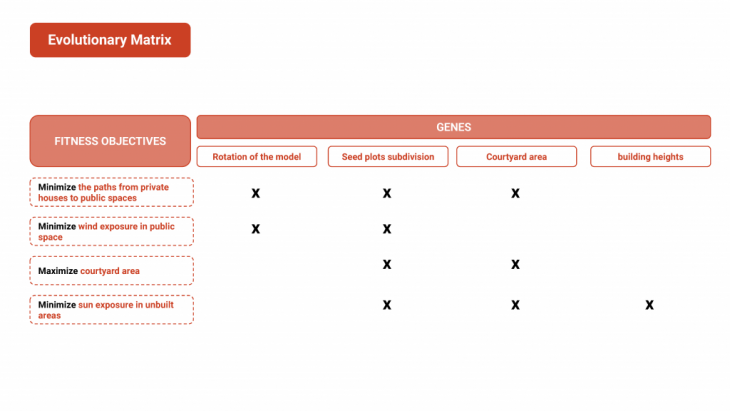 Evolutionary Matrix
FITNESS OBJECTIVES
GENES
Rotation of the model
Seed plots subdivision
Courtyard area
building heights
Minimize the paths from private
houses to public spaces
X X X
Minimize wind exposure in public
space
X X
Maximize courtyard area
X X
Minimize sun exposure in unbuilt
areas
X X X